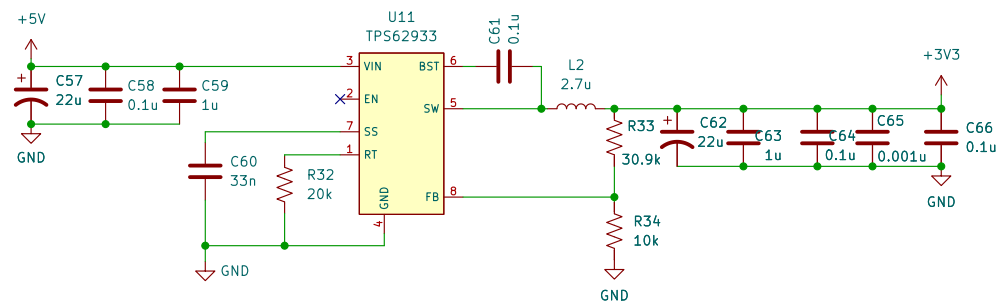 +5V
C57
22u
C58
0.1u
C59
1u
GND
U11
TPS62933
3
VIN
2
EN
7
SS
1
RT
GND
4
BST
6
SW
5
FB
8
C60
33n
R32
20k
GND
C61
0.1u
L2
2.7u
R33
30.9k
R34
10k
GND
C62
22u
C63
1u
C64
0.1u
C65
0.001u
+3V3
C66
0.1u
GND